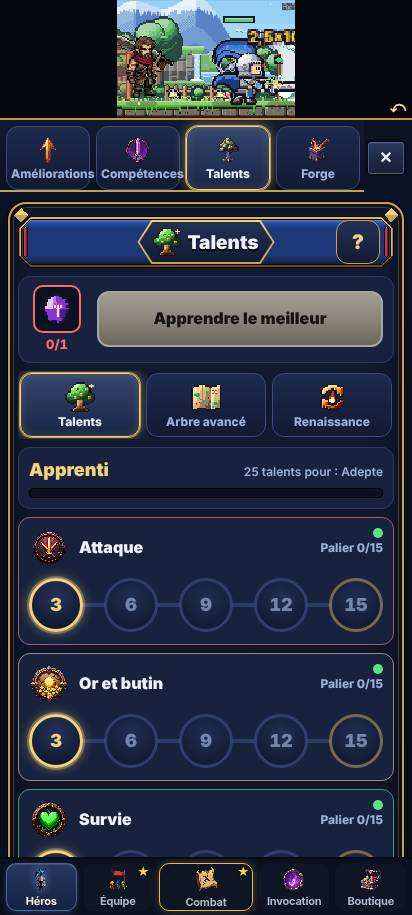 Améliorations
Compétences
Talents
Forge
×
Talents
?
0/1
Apprendre le meilleur
Talents
Arbre avancé
Renaissance
Apprenti
25 talents pour : Adepte
Attaque
Palier 0/15
3 6 9 12 15
Or et butin
Palier 0/15
3 6 9 12 15
Survie
Palier 0/15
Héros
Équipe
Combat
Invocation
Boutique